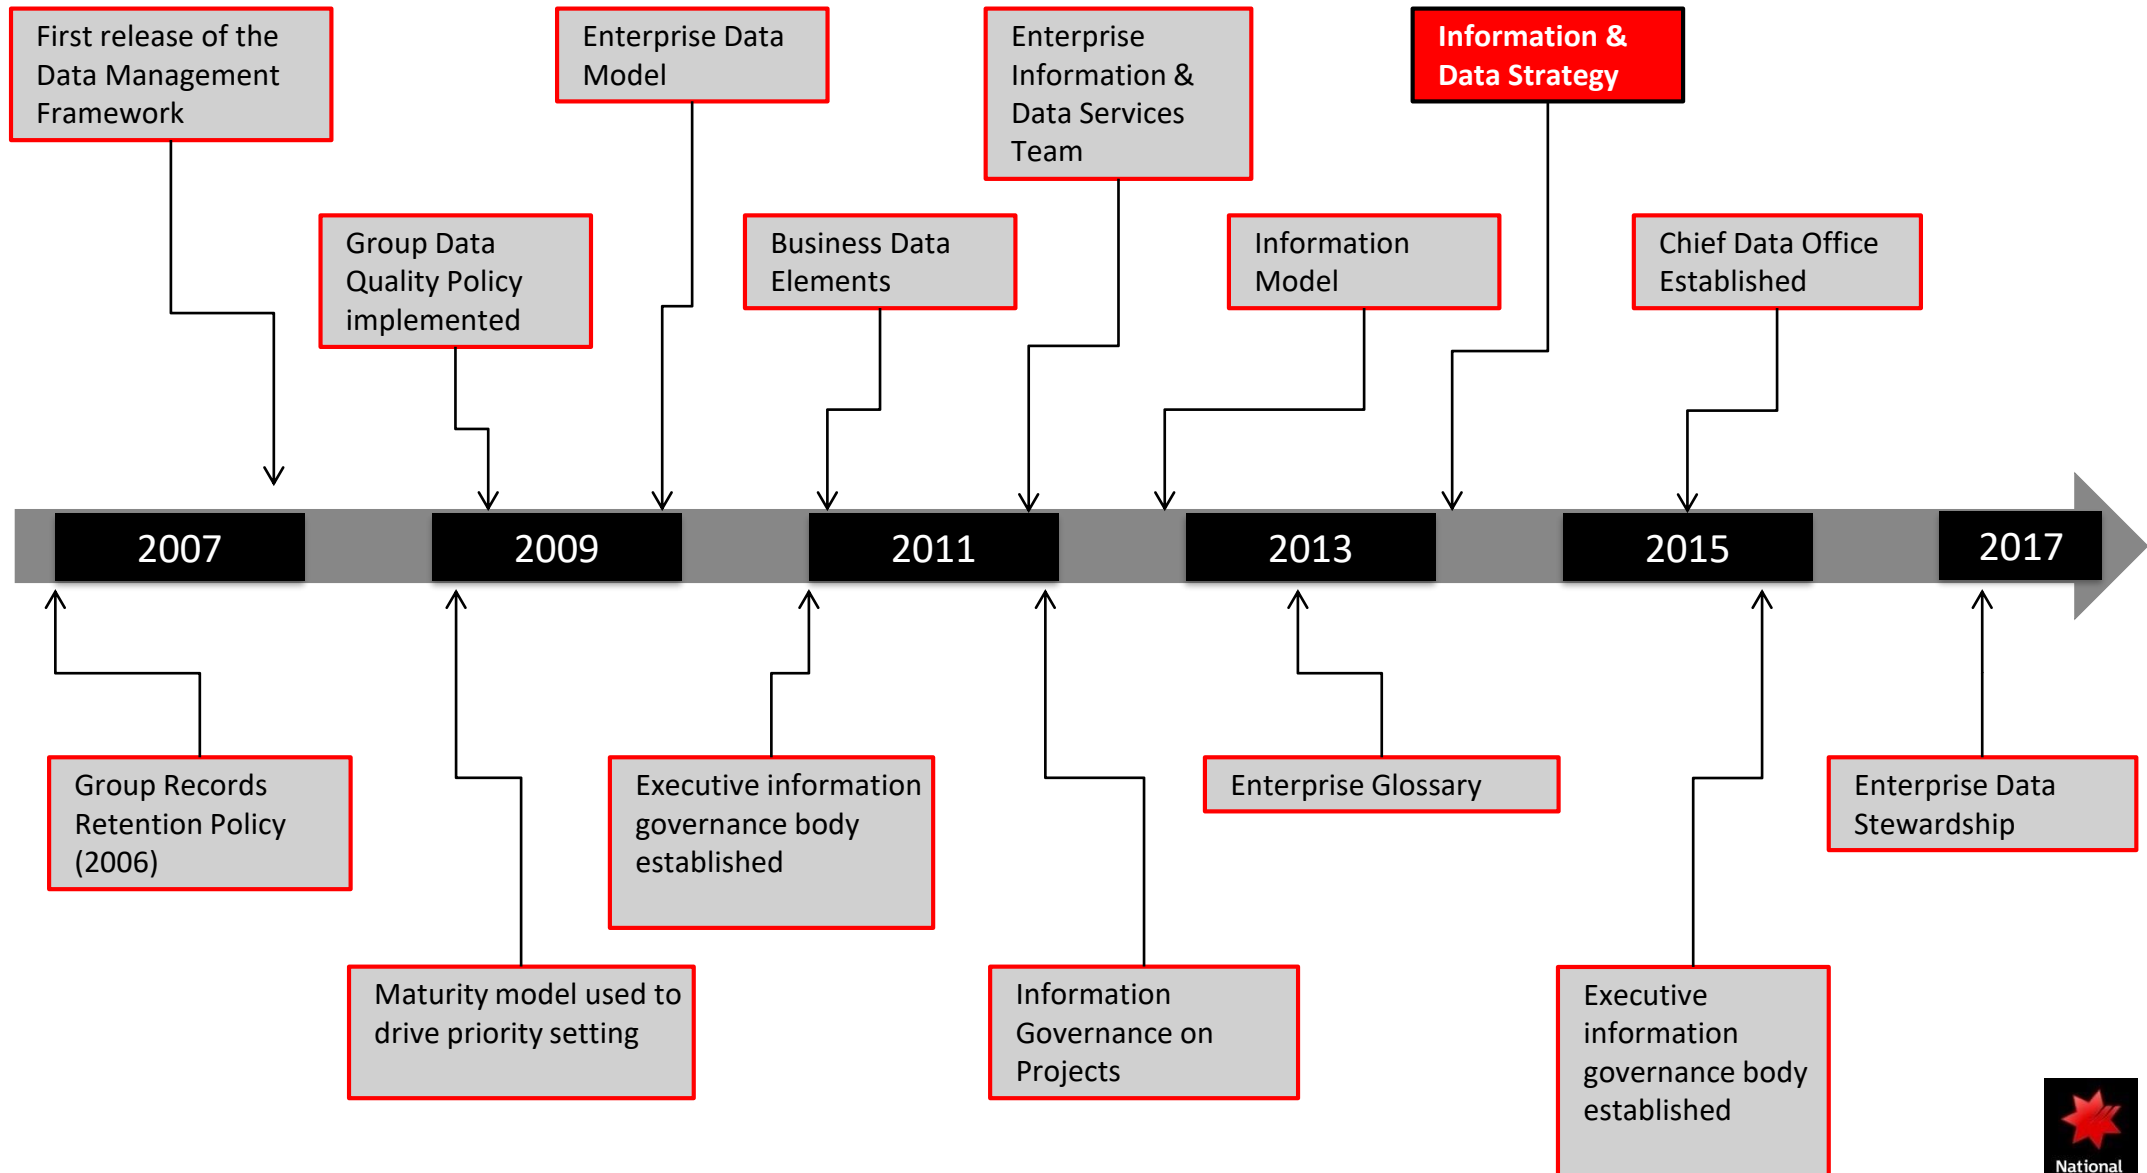 First release of the
Data Management
Framework
Enterprise Data
Model
Enterprise
Information &
Data Services
Team
Information &
Data Strategy
Group Data
Quality Policy
implemented
Business Data
Elements
Information
Model
Chief Data Office
Established
2007
2009
2011
2013
2015
2017
Group Records
Retention Policy
(2006)
Executive information
governance body
established
Enterprise Glossary
Enterprise Data
Stewardship
Maturity model used to
drive priority setting
Information
Governance on
Projects
Executive
information
governance body
established
National